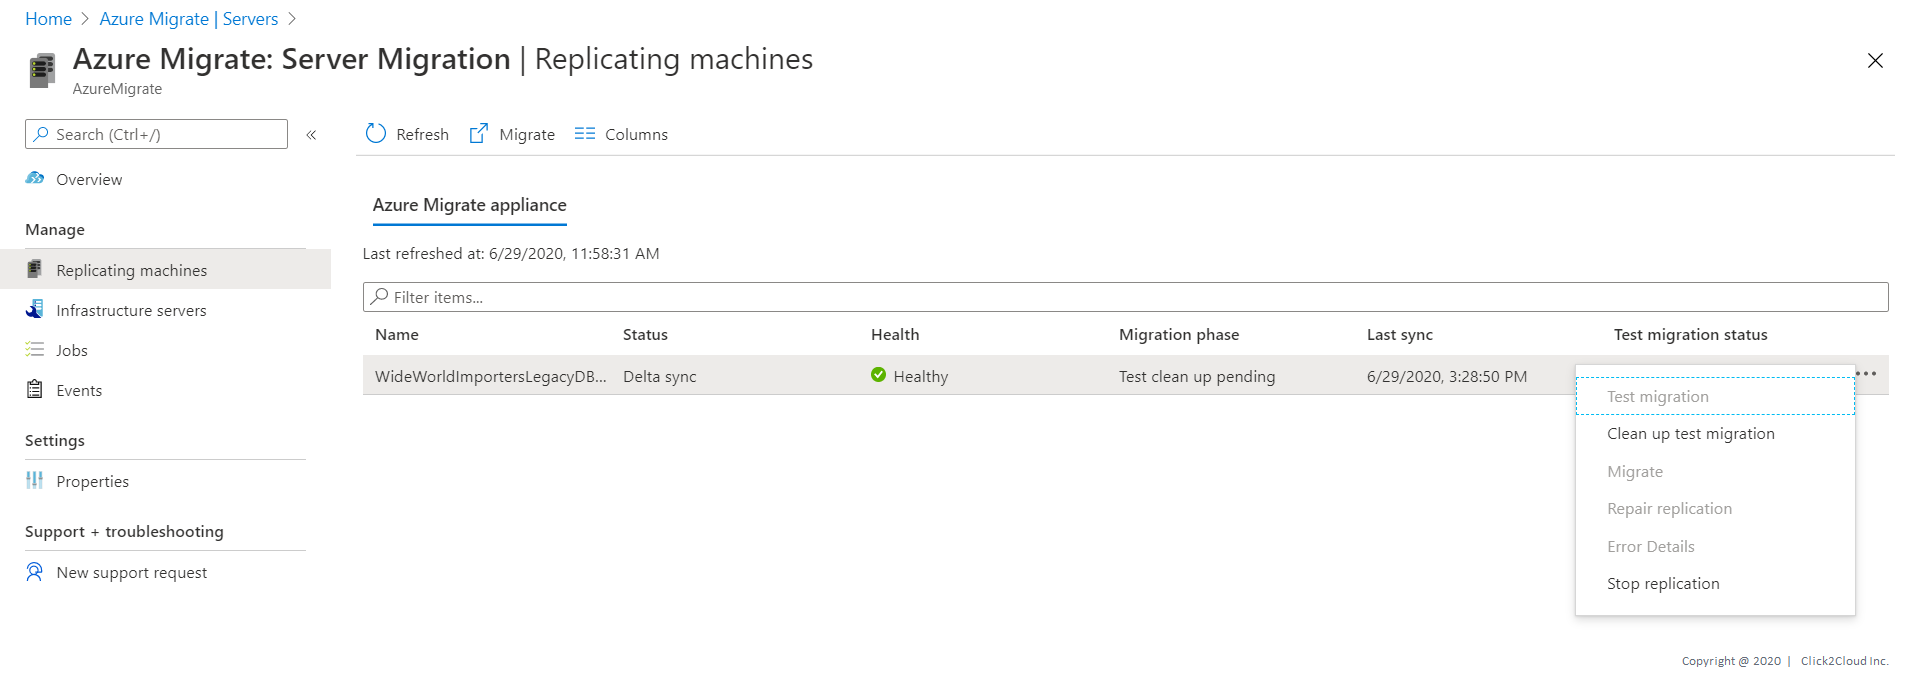 Home > Azure Migrate | Servers >
Azure Migrate: Server Migration | Replicating machines
AzureMigrate
Search (Ctrl+/)
«
Refresh Migrate Columns
Overview
Manage
Replicating machines
Infrastructure servers
Jobs
Events
Settings
Properties
Support + troubleshooting
New support request
Azure Migrate appliance
Last refreshed at: 6/29/2020, 11:58:31 AM
Filter items...
Name Status Health Migration phase Last sync Test migration status
WideWorldImportersLegacyDB... Delta sync Healthy Test clean up pending 6/29/2020, 3:28:50 PM
Test migration
Clean up test migration
Migrate
Repair replication
Error Details
Stop replication
Copyright @ 2020 | Click2Cloud Inc.